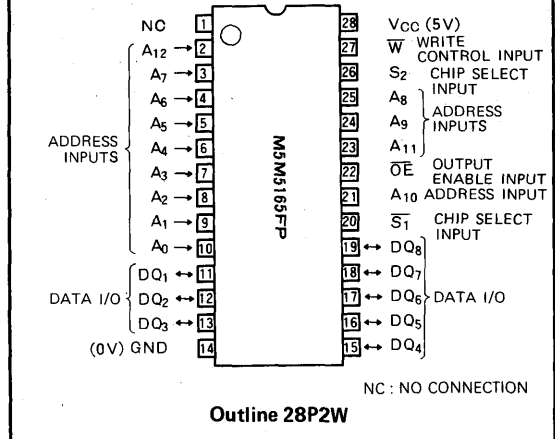 NC 1
A12 → 2
A7 → 3
A6 → 4
A5 → 5
A4 → 6
A3 → 7
A2 → 8
A1 → 9
A0 → 10
ADDRESS
INPUTS
DQ1 ↔ 11
DQ2 ↔ 12
DQ3 ↔ 13
DATA I/O
(0V) GND 14
M5M5165FP
28 VCC (5V)
27 W̅ WRITE
CONTROL INPUT
26 S2 CHIP SELECT
INPUT
25 A8
24 A9
23 A11
ADDRESS
INPUTS
22 O̅E̅ OUTPUT
ENABLE INPUT
21 A10 ADDRESS INPUT
20 S̅1̅ CHIP SELECT
INPUT
19 ↔ DQ8
18 ↔ DQ7
17 ↔ DQ6
16 ↔ DQ5
15 ↔ DQ4
DATA I/O
NC : NO CONNECTION
Outline 28P2W